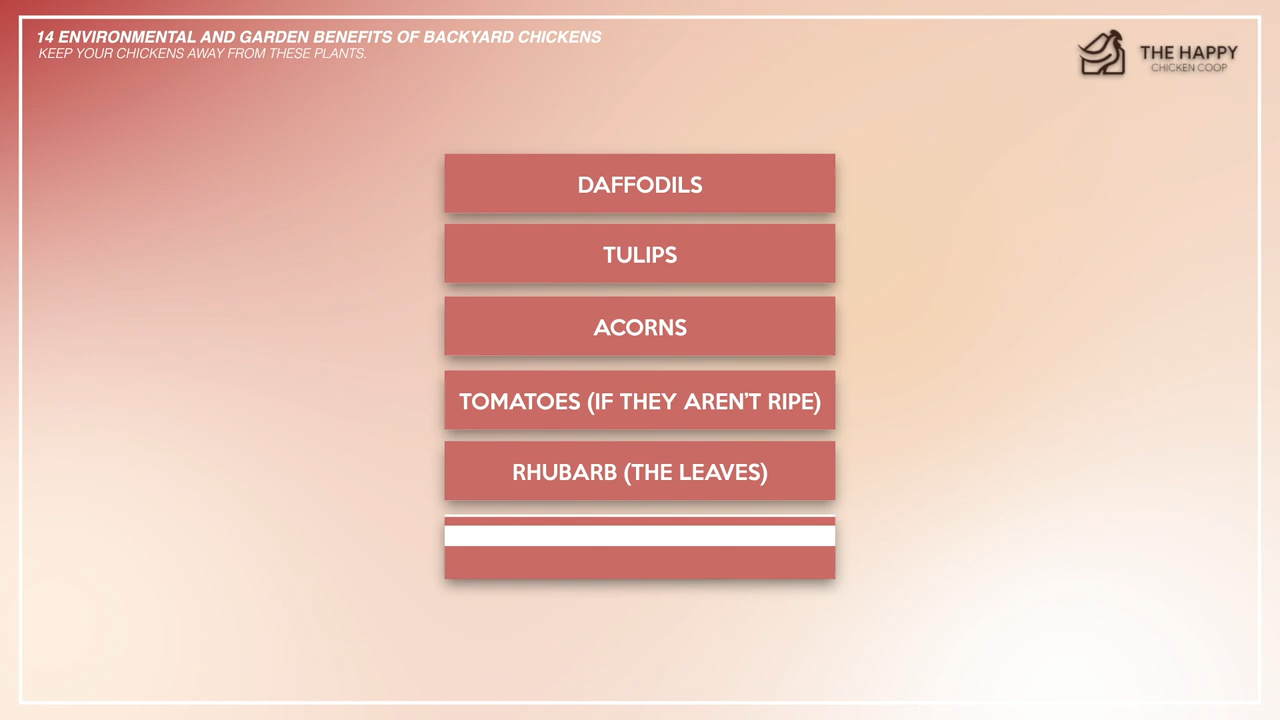 14 ENVIRONMENTAL AND GARDEN BENEFITS OF BACKYARD CHICKENS
KEEP YOUR CHICKENS AWAY FROM THESE PLANTS.
THE HAPPY
CHICKEN COOP
DAFFODILS
TULIPS
ACORNS
TOMATOES (IF THEY AREN'T RIPE)
RHUBARB (THE LEAVES)